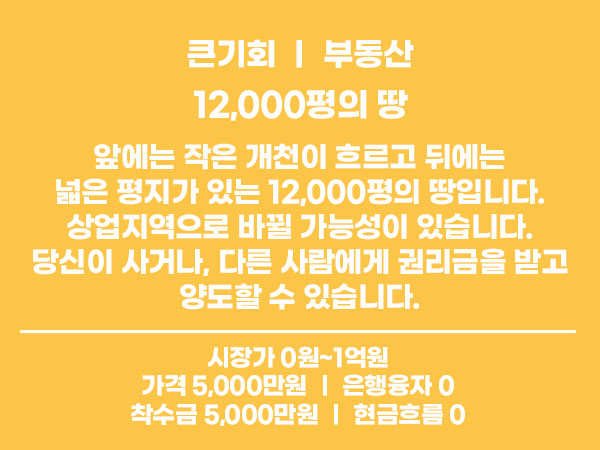 큰기회 | 부동산
12,000평의 땅
앞에는 작은 개천이 흐르고 뒤에는
넓은 평지가 있는 12,000평의 땅입니다.
상업지역으로 바뀔 가능성이 있습니다.
당신이 사거나, 다른 사람에게 권리금을 받고
양도할 수 있습니다.
시장가 0원~1억원
가격 5,000만원 | 은행융자 0
착수금 5,000만원 | 현금흐름 0